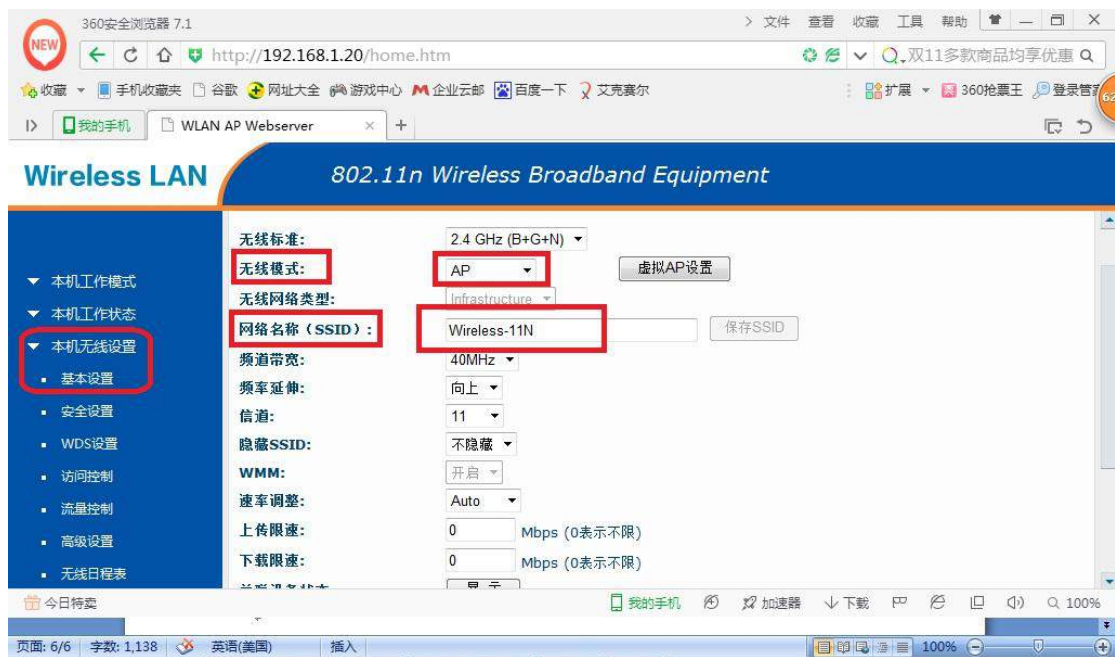 360安全浏览器 7.1
文件 查看 收藏 工具 帮助
NEW
http://192.168.1.20/home.htm
双11多款商品均享优惠
收藏 手机收藏夹 谷歌 网址大全 游戏中心 企业云邮 百度一下 艾克赛尔 扩展 360抢票王 登录管
62
我的手机 WLAN AP Webserver
Wireless LAN
802.11n Wireless Broadband Equipment
本机工作模式
本机工作状态
本机无线设置
基本设置
安全设置
WDS设置
访问控制
流量控制
高级设置
无线日程表
无线标准: 2.4 GHz (B+G+N)
无线模式: AP 虚拟AP设置
无线网络类型: Infrastructure
网络名称(SSID): Wireless-11N 保存SSID
频道带宽: 40MHz
频率延伸: 向上
信道: 11
隐藏SSID: 不隐藏
WMM: 开启
速率调整: Auto
上传限速: 0 Mbps (0表示不限)
下载限速: 0 Mbps (0表示不限)
显示
今日特卖 我的手机 加速器 下载 100%
页面: 6/6 字数: 1,138 英语(美国) 插入 100%